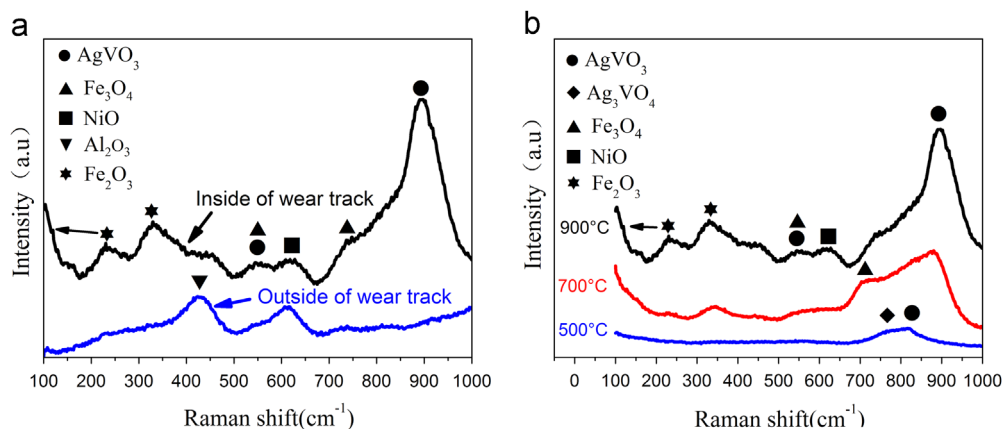 a
AgVO₃
Fe₃O₄
NiO
Al₂O₃
Fe₂O₃
Inside of wear track
Outside of wear track
Intensity（a.u）
100 200 300 400 500 600 700 800 900 1000
Raman shift(cm⁻¹)
b
AgVO₃
Ag₃VO₄
Fe₃O₄
NiO
Fe₂O₃
900°C
700°C
500°C
Intensity（a.u）
0 100 200 300 400 500 600 700 800 900 1000
Raman shift(cm⁻¹)